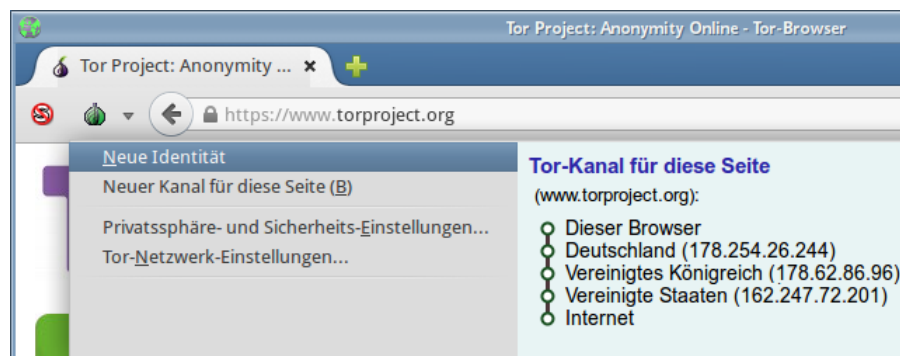 Tor Project: Anonymity Online - Tor-Browser
Tor Project: Anonymity ...
https://www.torproject.org
Neue Identität
Neuer Kanal für diese Seite (B)
Privatssphäre- und Sicherheits-Einstellungen...
Tor-Netzwerk-Einstellungen...
Tor-Kanal für diese Seite
(www.torproject.org):
Dieser Browser
Deutschland (178.254.26.244)
Vereinigtes Königreich (178.62.86.96)
Vereinigte Staaten (162.247.72.201)
Internet